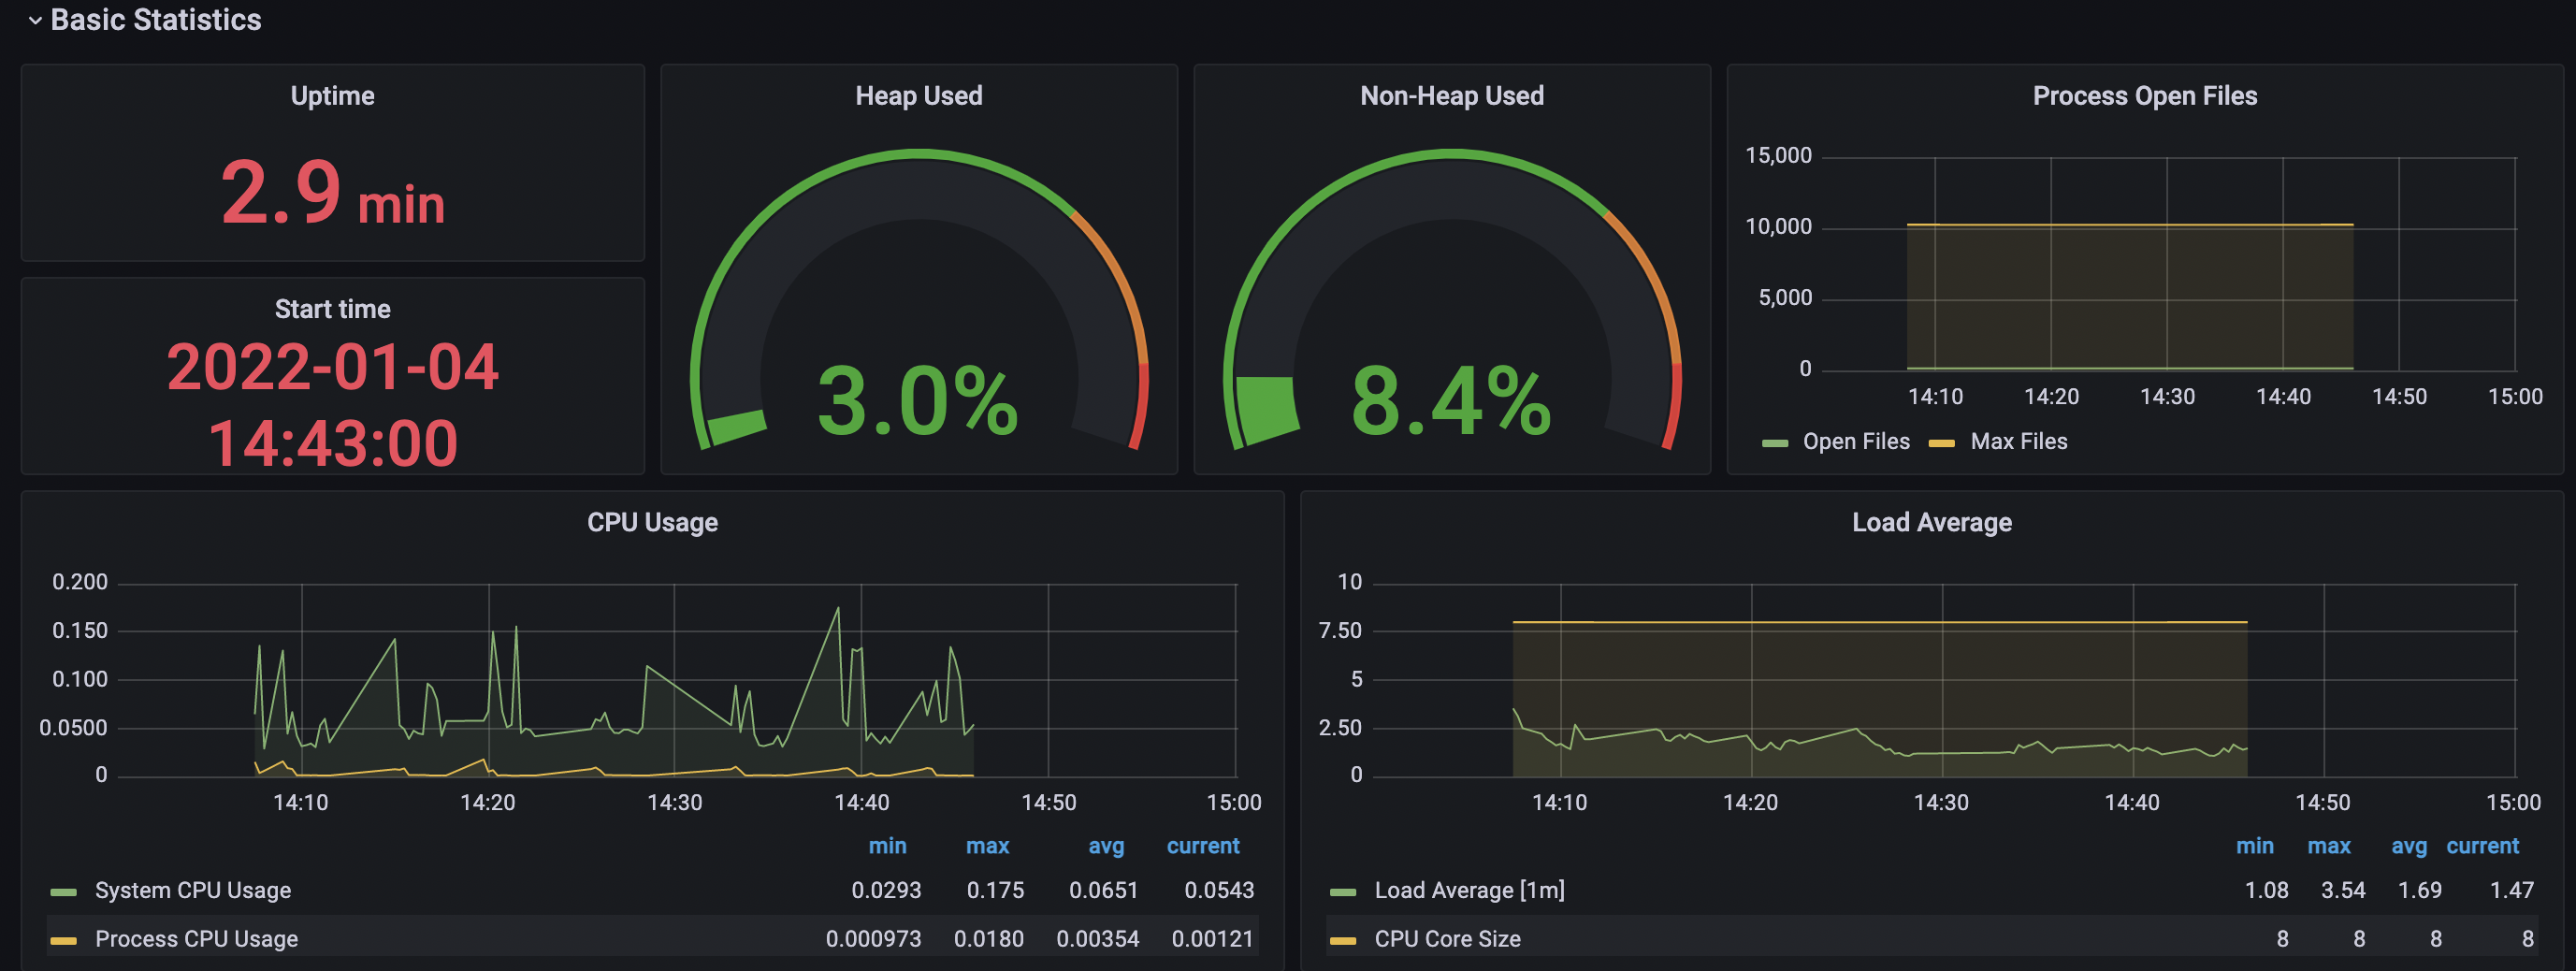 Basic Statistics
Uptime
2.9 min
Start time
2022-01-04
14:43:00
Heap Used
3.0%
Non-Heap Used
8.4%
Process Open Files
15,000
10,000
5,000
0
14:10 14:20 14:30 14:40 14:50 15:00
Open Files Max Files
CPU Usage
0.200
0.150
0.100
0.0500
0
14:10 14:20 14:30 14:40 14:50 15:00
min max avg current
System CPU Usage 0.0293 0.175 0.0651 0.0543
Process CPU Usage 0.000973 0.0180 0.00354 0.00121
Load Average
10
7.50
5
2.50
0
14:10 14:20 14:30 14:40 14:50 15:00
min max avg current
Load Average [1m] 1.08 3.54 1.69 1.47
CPU Core Size 8 8 8 8